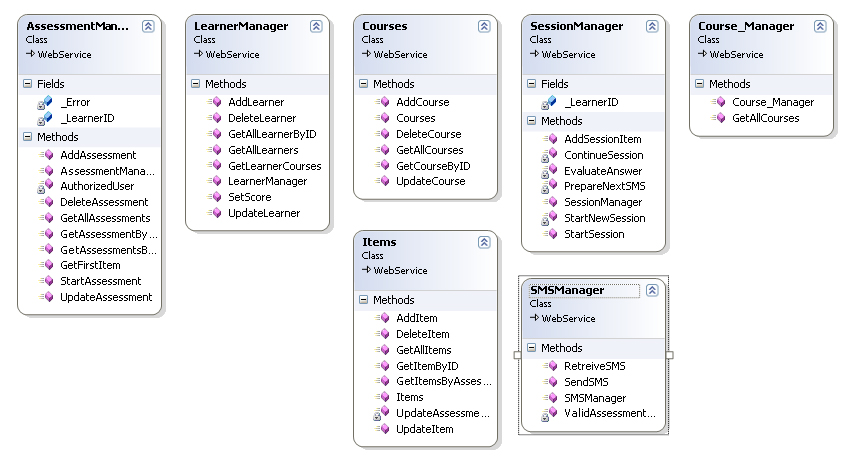 AssessmentMan...
Class
WebService
Fields
_Error
_LearnerID
Methods
AddAssessment
AssessmentMana...
AuthorizedUser
DeleteAssessment
GetAllAssessments
GetAssessmentBy...
GetAssessmentsB...
GetFirstItem
StartAssessment
UpdateAssessment
LearnerManager
Class
WebService
Methods
AddLearner
DeleteLearner
GetAllLearnerByID
GetAllLearners
GetLearnerCourses
LearnerManager
SetScore
UpdateLearner
Courses
Class
WebService
Methods
AddCourse
Courses
DeleteCourse
GetAllCourses
GetCourseByID
UpdateCourse
Items
Class
WebService
Methods
AddItem
DeleteItem
GetAllItems
GetItemByID
GetItemsByAsses...
Items
UpdateAssessme...
UpdateItem
SessionManager
Class
WebService
Fields
_LearnerID
Methods
AddSessionItem
ContinueSession
EvaluateAnswer
PrepareNextSMS
SessionManager
StartNewSession
StartSession
SMSManager
Class
WebService
Methods
RetreiveSMS
SendSMS
SMSManager
ValidAssessment...
Course_Manager
Class
WebService
Methods
Course_Manager
GetAllCourses